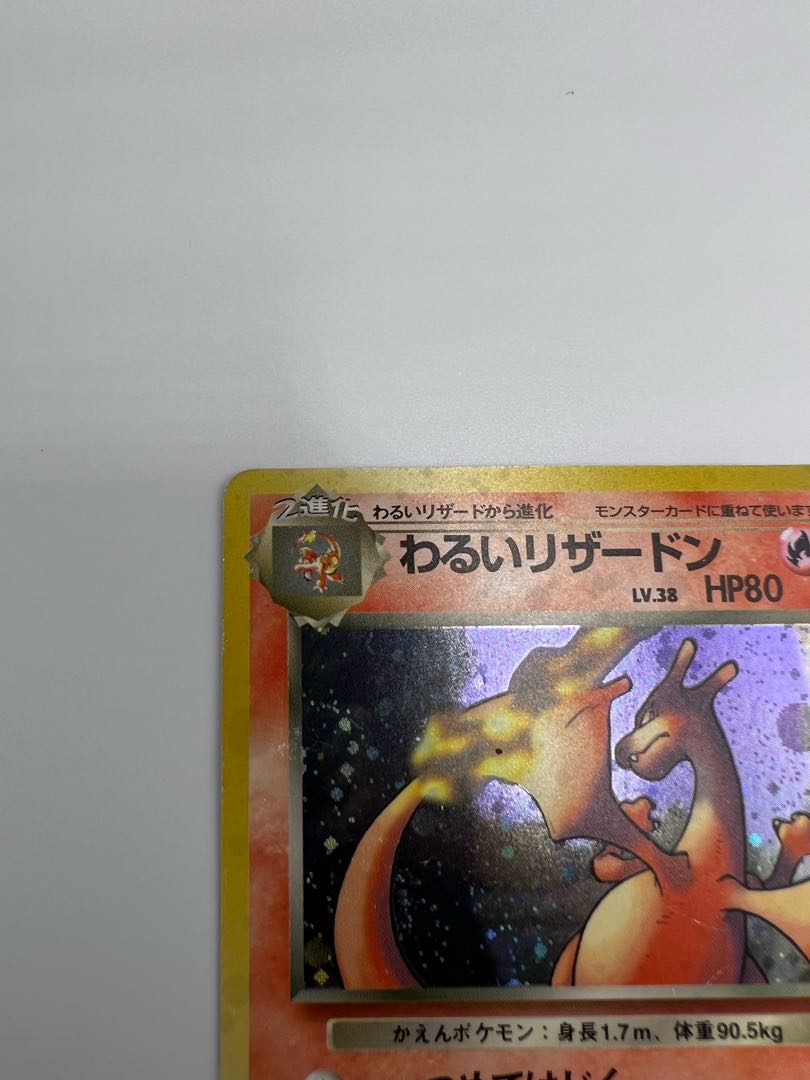 2進化 わるいリザードから進化 モンスターカードに重ねて使います
わるいリザードン
LV.38 HP80
かえんポケモン：身長1.7m、体重90.5kg